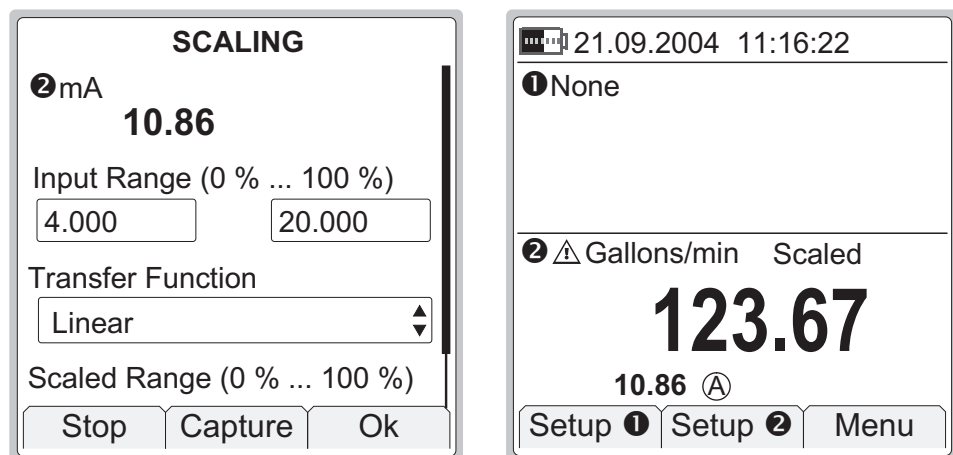 SCALING
❷mA
10.86
Input Range (0 % ... 100 %)
4.000 20.000
Transfer Function
Linear
Scaled Range (0 % ... 100 %)
Stop Capture Ok
21.09.2004 11:16:22
❶None
❷⚠Gallons/min Scaled
123.67
10.86 Ⓐ
Setup ❶ Setup ❷ Menu